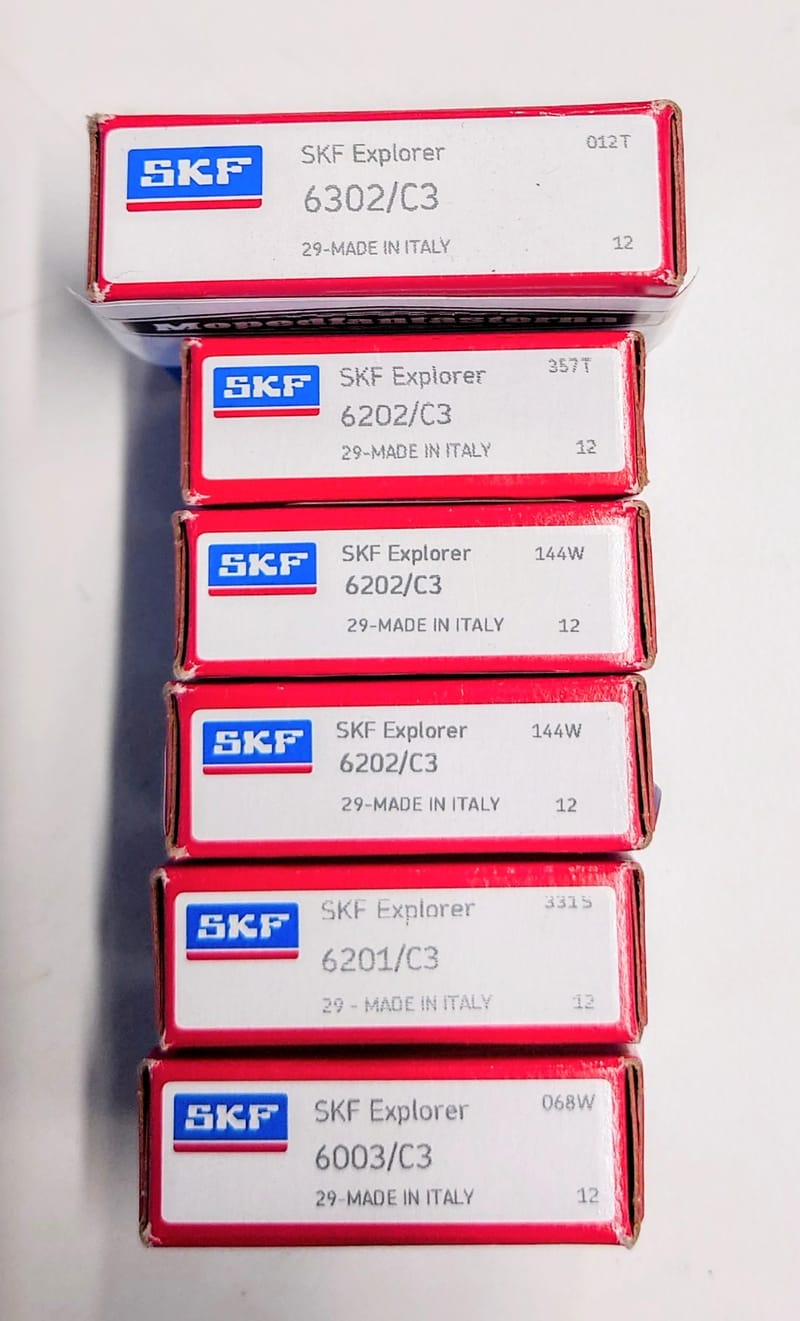 SKF
SKF Explorer 012T
6302/C3
29-MADE IN ITALY 12
Mopedfantasterna
SKF
SKF Explorer 357T
6202/C3
29-MADE IN ITALY 12
SKF
SKF Explorer 144W
6202/C3
29-MADE IN ITALY 12
SKF
SKF Explorer 144W
6202/C3
29-MADE IN ITALY 12
SKF
SKF Explorer 331S
6201/C3
29 - MADE IN ITALY 12
SKF
SKF Explorer 068W
6003/C3
29-MADE IN ITALY 12